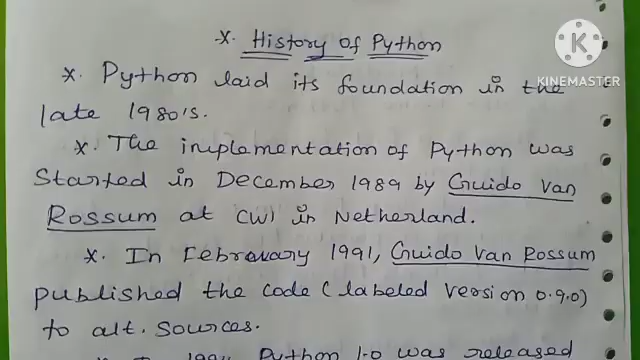 * History of Python
* Python laid its foundation in the
late 1980's.
* The implementation of Python was
Started in December 1989 by Guido Van
Rossum at CWI in Netherland.
* In February 1991, Guido Van Rossum
published the code (labeled version 0.9.0)
to alt. sources.
Python 1.0 was released
KINEMASTER